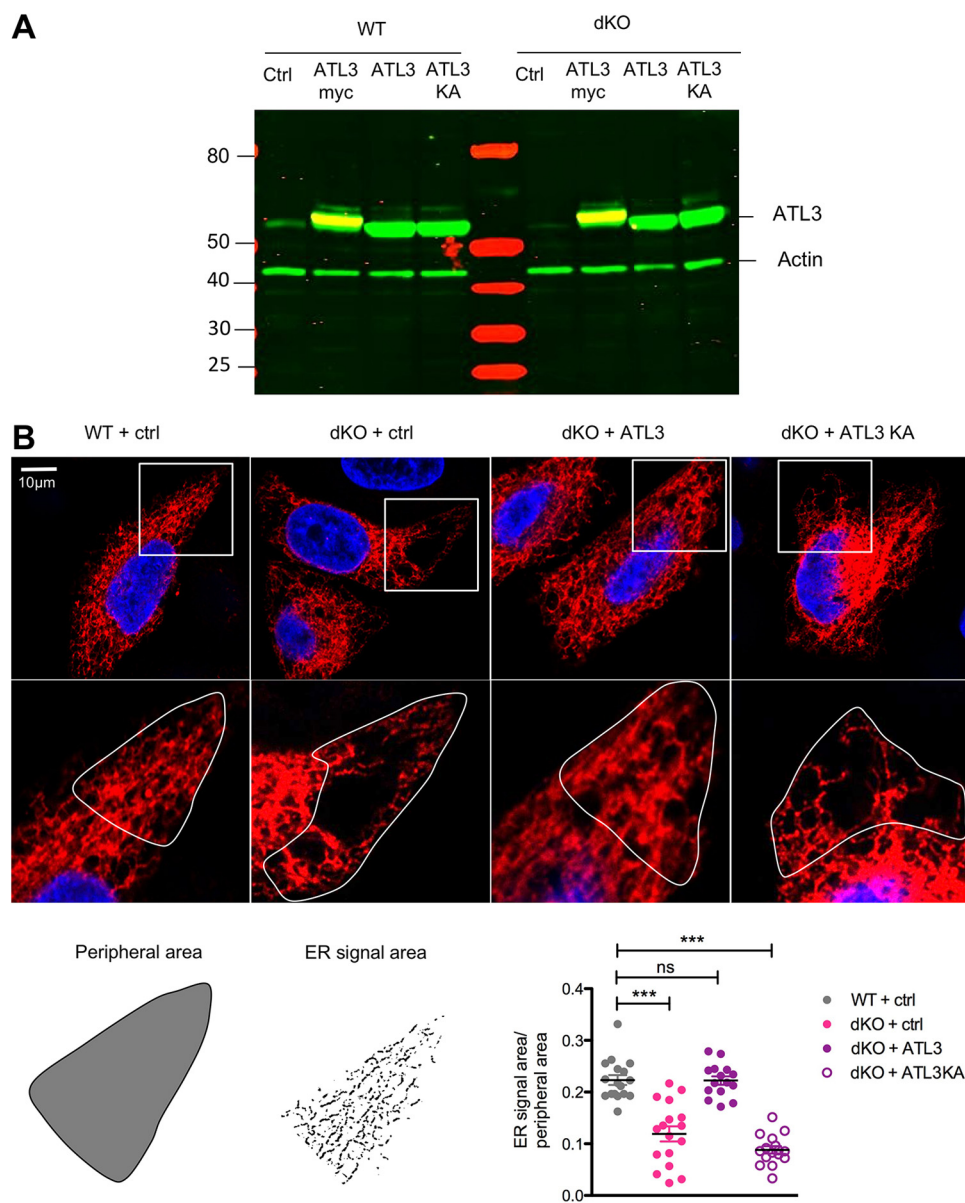 A
WT
dKO
Ctrl ATL3 myc ATL3 ATL3 KA Ctrl ATL3 myc ATL3 ATL3 KA
80
50
40
30
25
ATL3
Actin
B
WT + ctrl
dKO + ctrl
dKO + ATL3
dKO + ATL3 KA
10μm
Peripheral area
ER signal area
***
ns
***
ER signal area/
peripheral area
0.4
0.3
0.2
0.1
0.0
WT + ctrl
dKO + ctrl
dKO + ATL3
dKO + ATL3KA